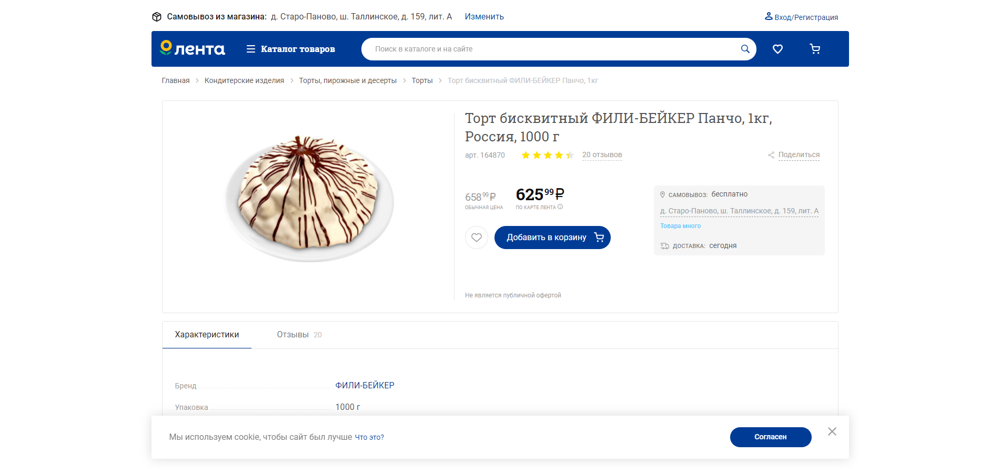 Самовывоз из магазина: д. Старо-Паново, ш. Таллинское, д. 159, лит. А Изменить
Вход/Регистрация
лента
Каталог товаров
Поиск в каталоге и на сайте
Главная > Кондитерские изделия > Торты, пирожные и десерты > Торты > Торт бисквитный ФИЛИ-БЕЙКЕР Панчо, 1кг
Торт бисквитный ФИЛИ-БЕЙКЕР Панчо, 1кг,
Россия, 1000 г
арт. 164870
20 отзывов
Поделиться
658 99 ₽
ОБЫЧНАЯ ЦЕНА
625 99 ₽
ПО КАРТЕ ЛЕНТА
Добавить в корзину
САМОВЫВОЗ: бесплатно
д. Старо-Паново, ш. Таллинское, д. 159, лит. А
Товара много
ДОСТАВКА: сегодня
Не является публичной офертой
Характеристики
Отзывы 20
Бренд ФИЛИ-БЕЙКЕР
Упаковка 1000 г
Мы используем cookie, чтобы сайт был лучше Что это?
Согласен